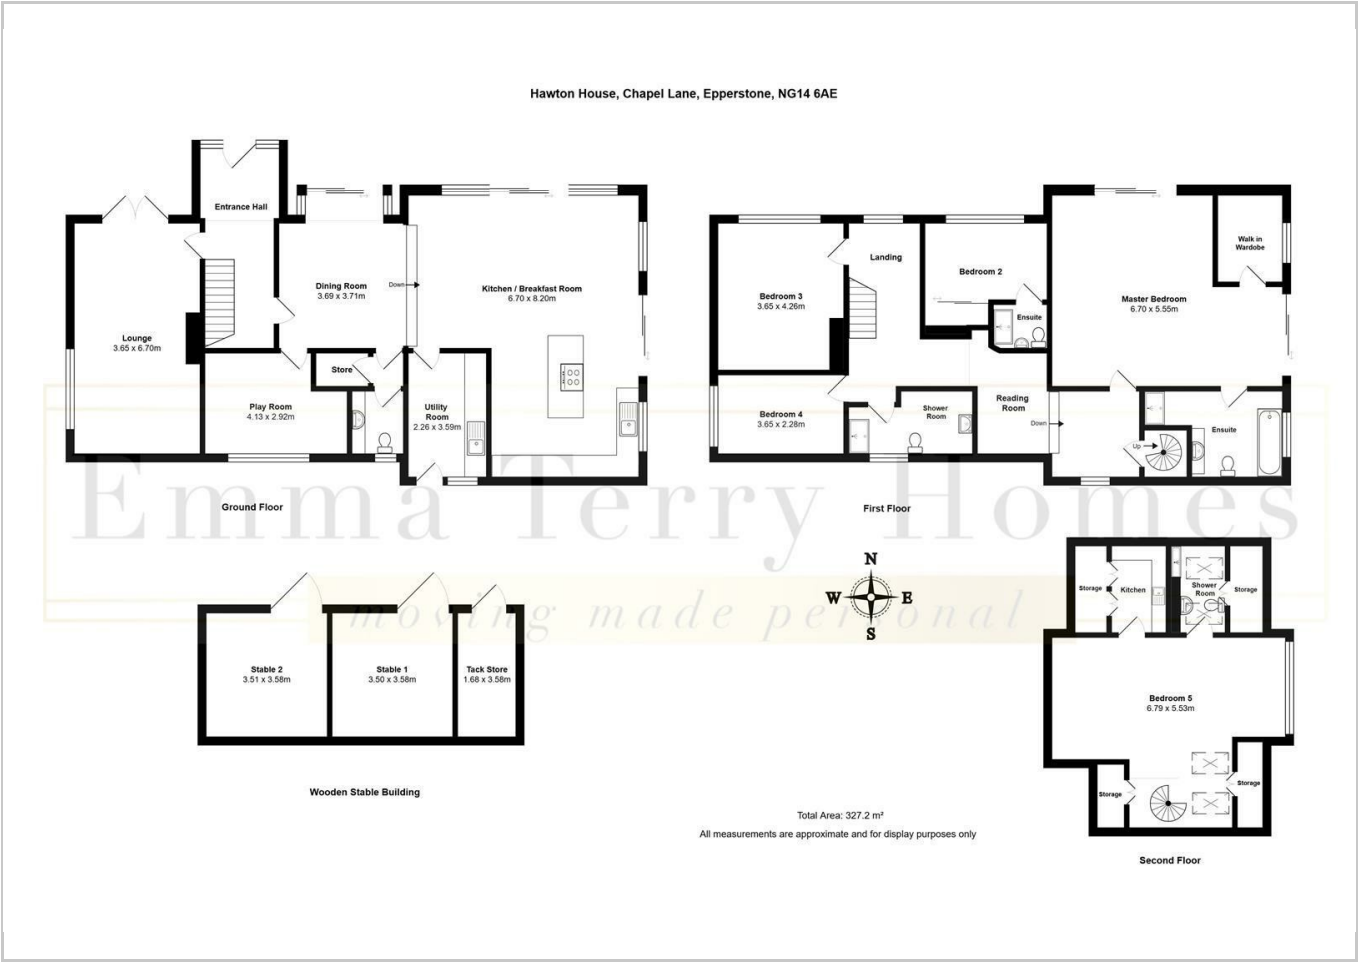 Hawton House, Chapel Lane, Epperstone, NG14 6AE
Entrance Hall
Dining Room
3.69 x 3.71m
Down
Kitchen / Breakfast Room
6.70 x 8.20m
Lounge
3.65 x 6.70m
Store
Play Room
4.13 x 2.92m
Utility
Room
2.26 x 3.59m
Ground Floor
Landing
Bedroom 2
Walk in
Wardobe
Bedroom 3
3.65 x 4.26m
Ensuite
Master Bedroom
6.70 x 5.55m
Bedroom 4
3.65 x 2.28m
Shower
Room
Reading
Room
Down
Up
Ensuite
First Floor
Emma Terry Homes
moving made personal
N
W E
S
Storage
Kitchen
Shower
Room
Storage
Bedroom 5
6.79 x 5.53m
Storage
Storage
Second Floor
Stable 2
3.51 x 3.58m
Stable 1
3.50 x 3.58m
Tack Store
1.68 x 3.58m
Wooden Stable Building
Total Area: 327.2 m²
All measurements are approximate and for display purposes only